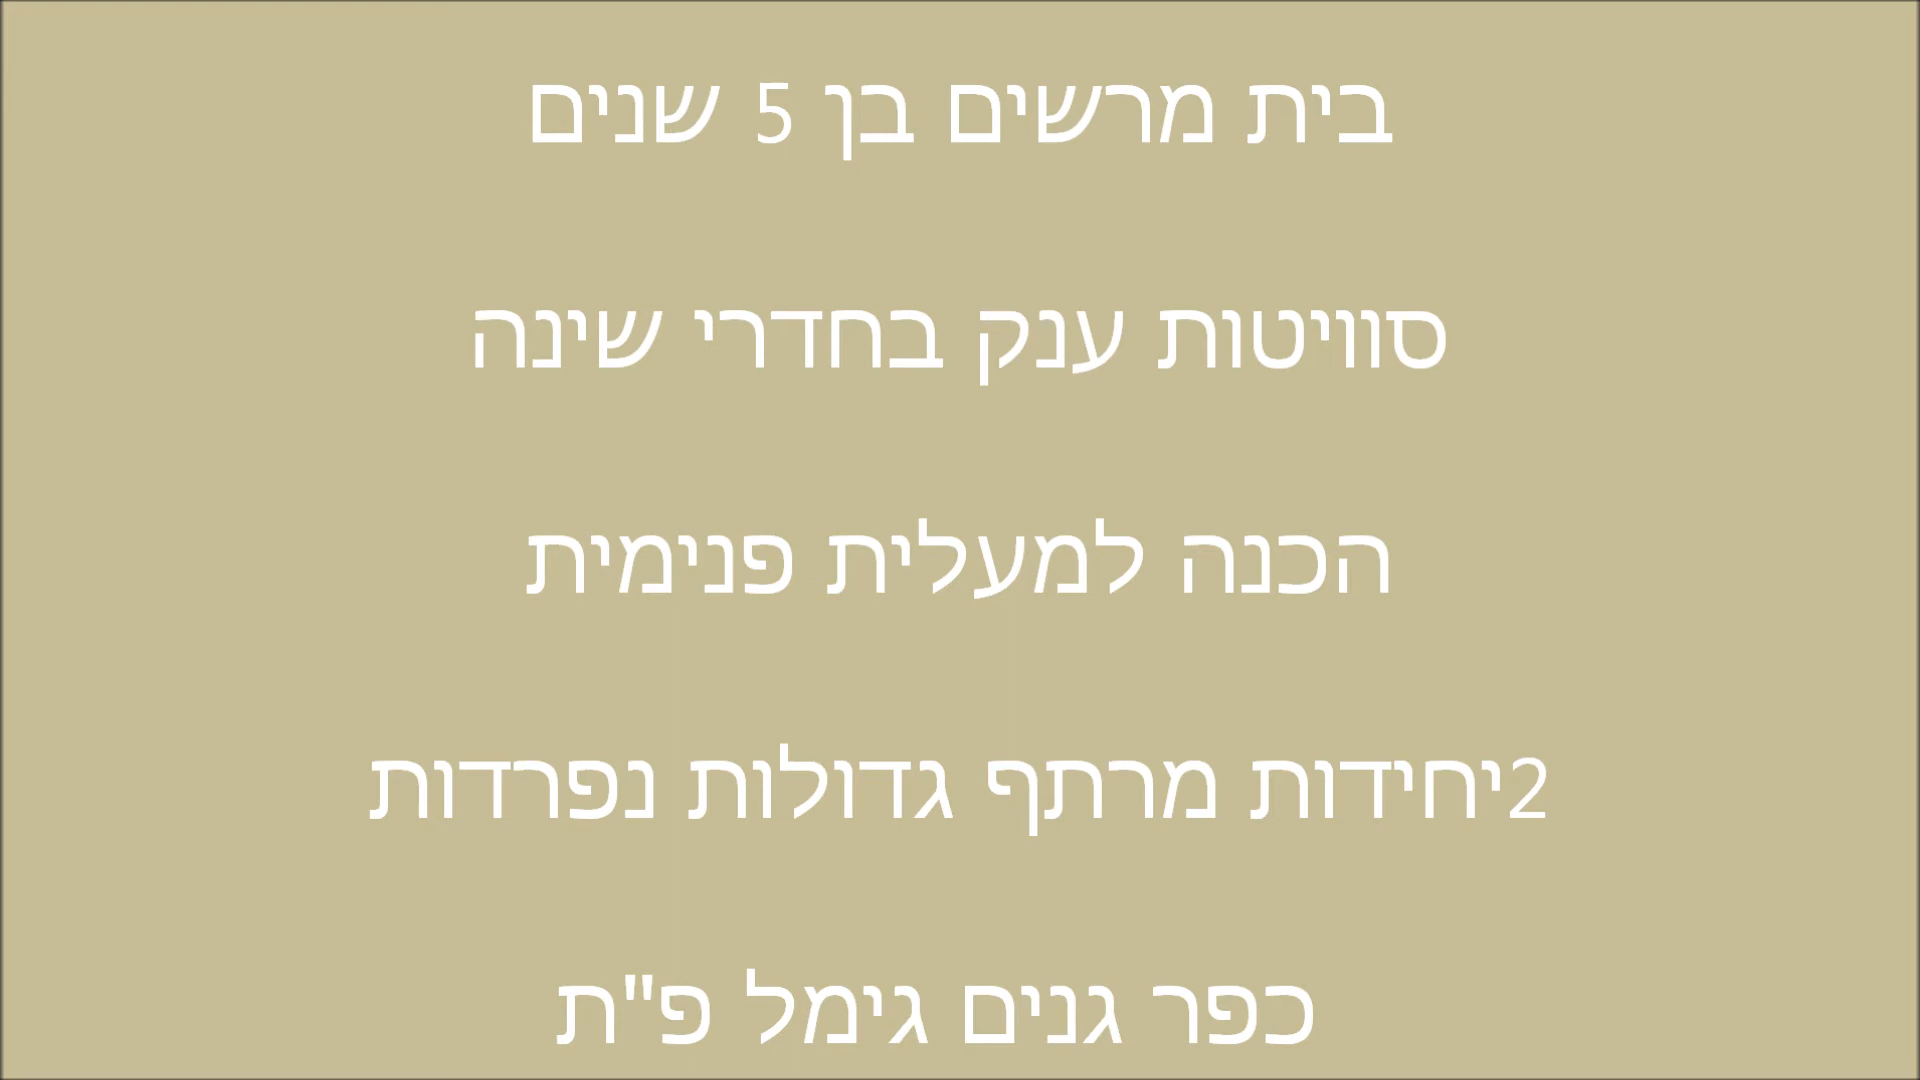 בית מרשים בן 5 שנים
סוויטות ענק בחדרי שינה
הכנה למעלית פנימית
2יחידות מרתף גדולות נפרדות
כפר גנים גימל פ"ת